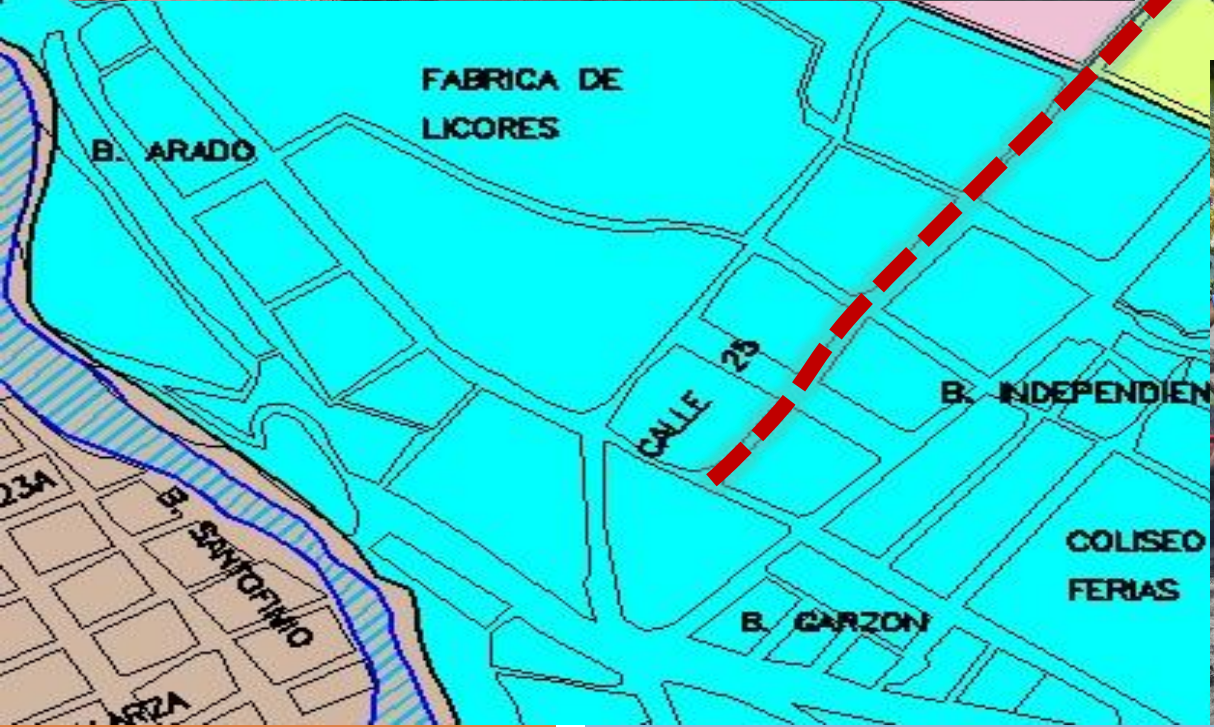 FABRICA DE
LICORES
B. ARADO
CALLE 25
B. INDEPENDIEN
23A
B. SANTOFIMIO
COLISEO
FERIAS
B. GARZON